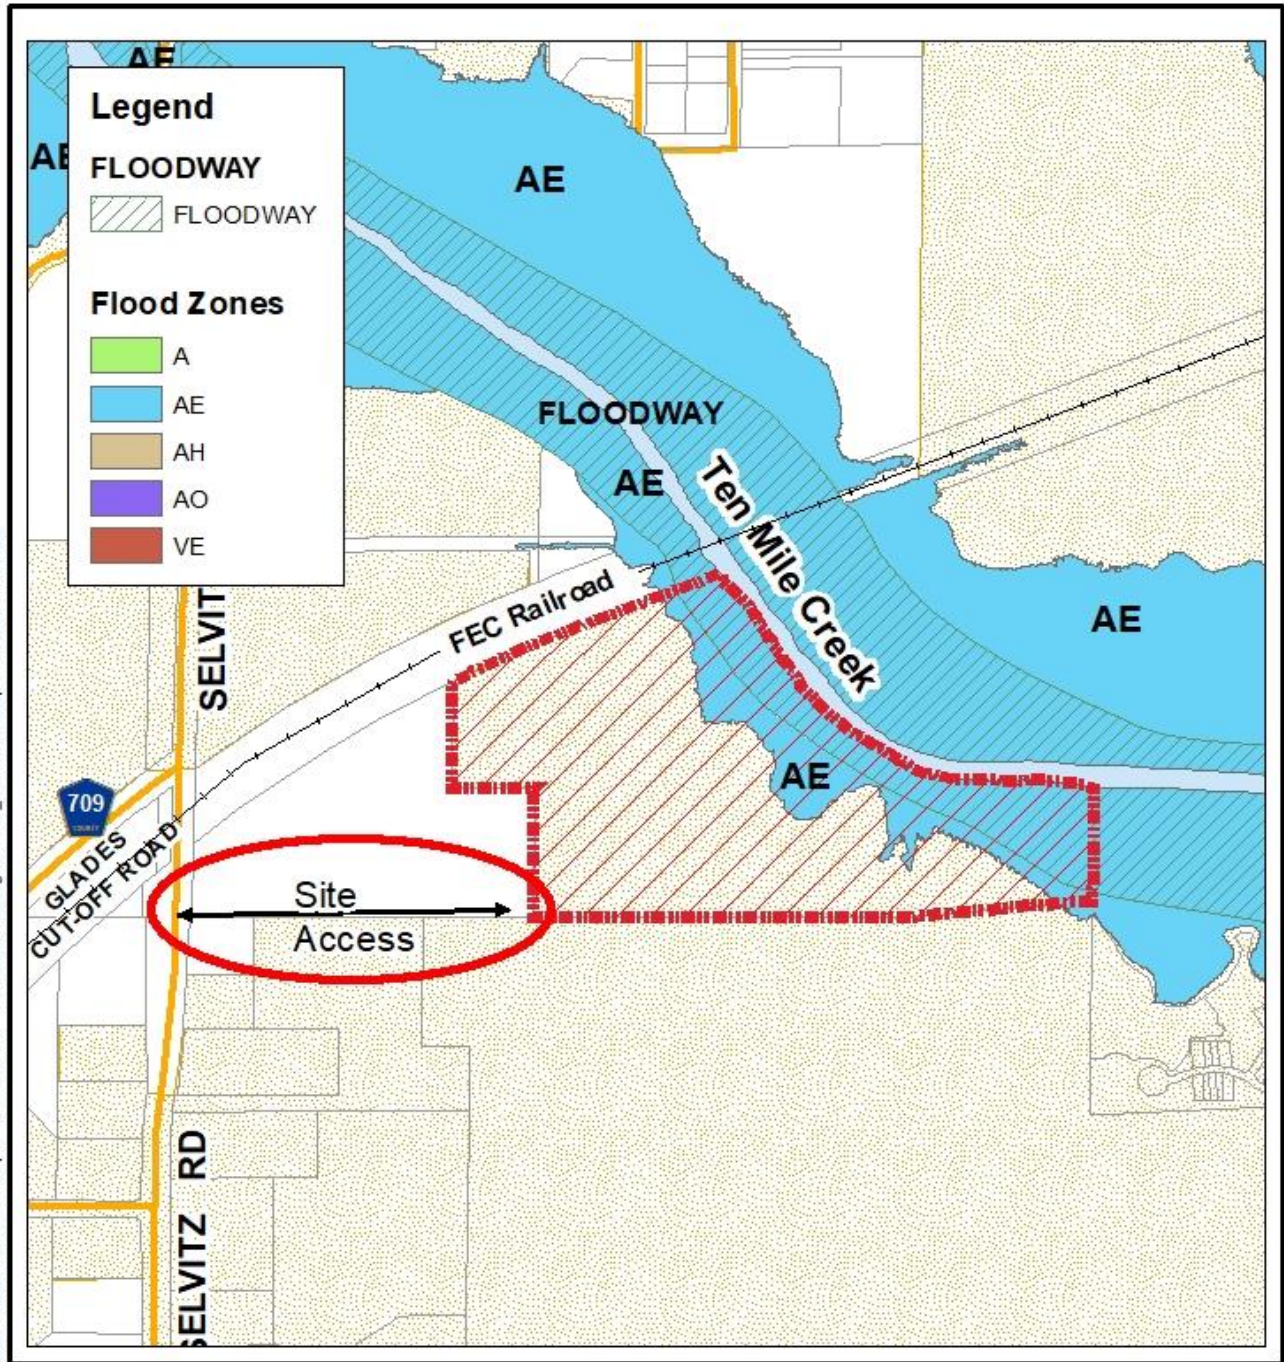 AE
AE
Legend
FLOODWAY
FLOODWAY
Flood Zones
A
AE
AH
AO
VE
AE
FLOODWAY
AE
Ten Mile Creek
FEC Railroad
AE
SELVIT
AE
709
COUNTY
GLADES
CUT-OFF ROAD
Site
Access
SELVITZ RD